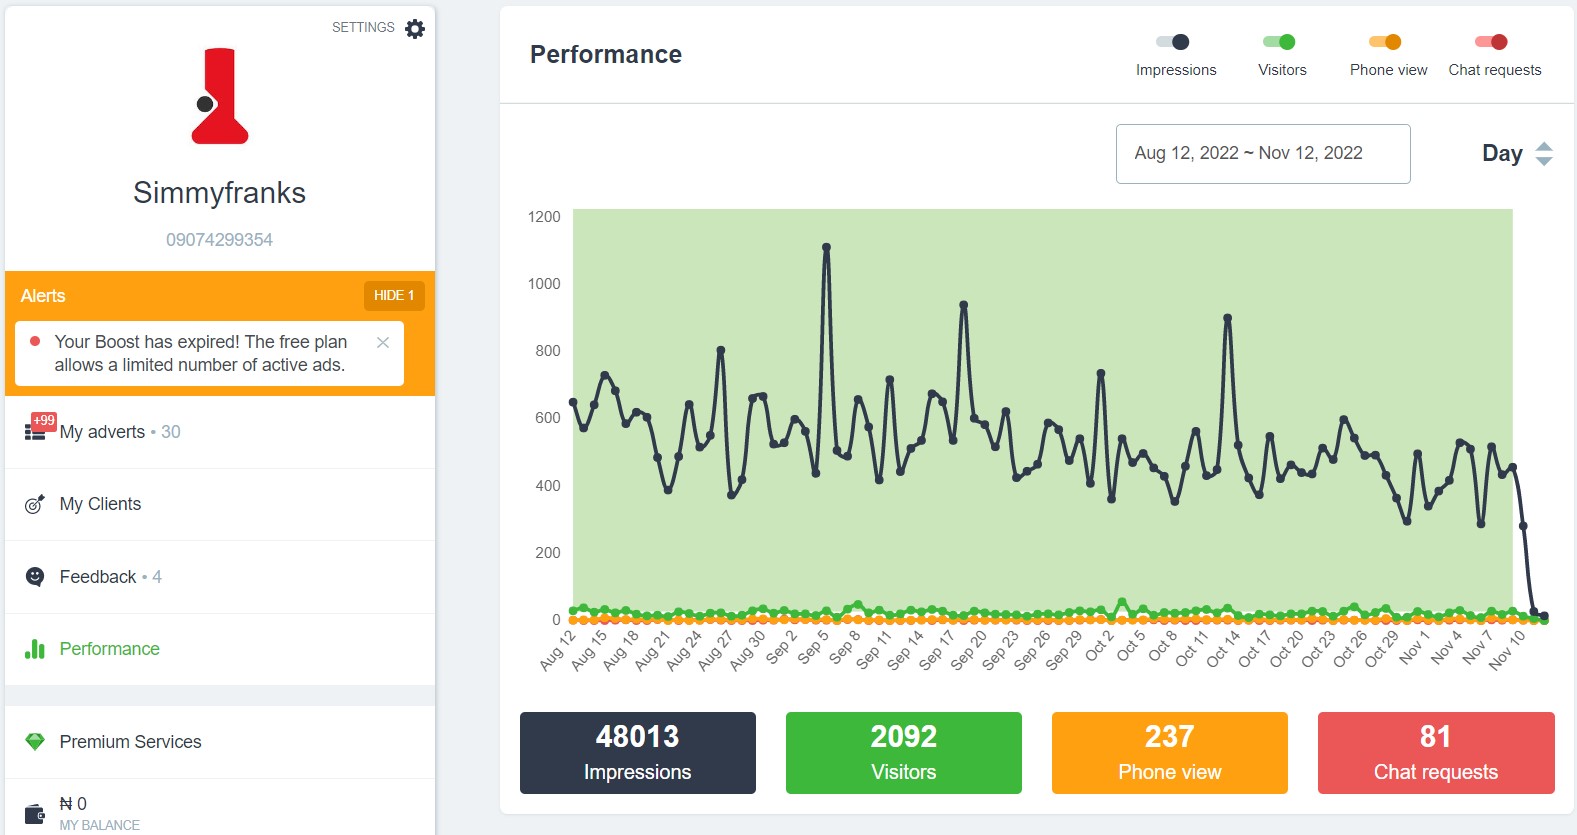 SETTINGS
Simmyfranks
09074299354
Alerts
HIDE 1
Your Boost has expired! The free plan
allows a limited number of active ads.
+99
My adverts • 30
My Clients
Feedback • 4
Performance
Premium Services
₦ 0
MY BALANCE
Performance
Impressions
Visitors
Phone view
Chat requests
Aug 12, 2022 ~ Nov 12, 2022
Day
1200
1000
800
600
400
200
0
Aug 12
Aug 15
Aug 18
Aug 21
Aug 24
Aug 27
Aug 30
Sep 2
Sep 5
Sep 8
Sep 11
Sep 14
Sep 17
Sep 20
Sep 23
Sep 26
Sep 29
Oct 2
Oct 5
Oct 8
Oct 11
Oct 14
Oct 17
Oct 20
Oct 23
Oct 26
Oct 29
Nov 1
Nov 4
Nov 7
Nov 10
48013
Impressions
2092
Visitors
237
Phone view
81
Chat requests